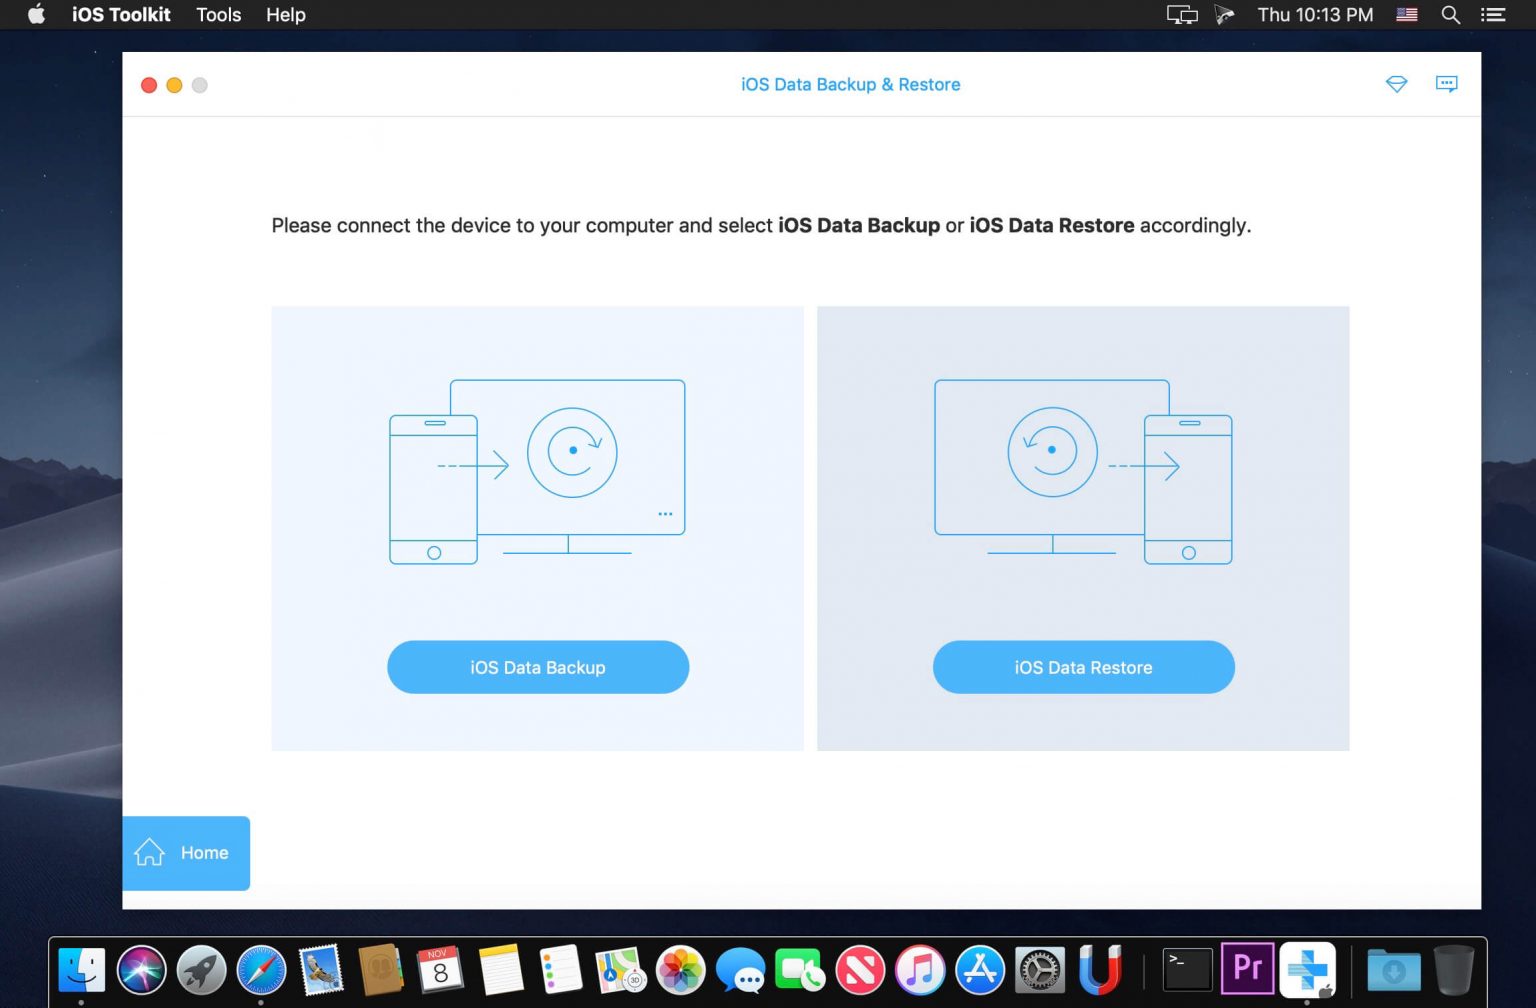 iOS Toolkit Tools Help Thu 10:13 PM
iOS Data Backup & Restore
Please connect the device to your computer and select iOS Data Backup or iOS Data Restore accordingly.
iOS Data Backup
iOS Data Restore
Home
NOV
8
3D
>_
Pr